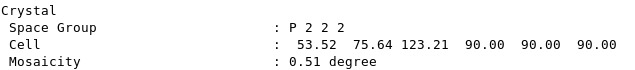 Crystal
Space Group : P 2 2 2
Cell : 53.52 75.64 123.21 90.00 90.00 90.00
Mosaicity : 0.51 degree